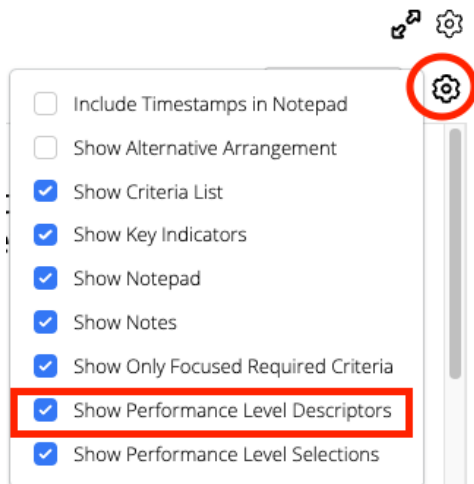 Include Timestamps in Notepad
Show Alternative Arrangement
Show Criteria List
Show Key Indicators
Show Notepad
Show Notes
Show Only Focused Required Criteria
Show Performance Level Descriptors
Show Performance Level Selections